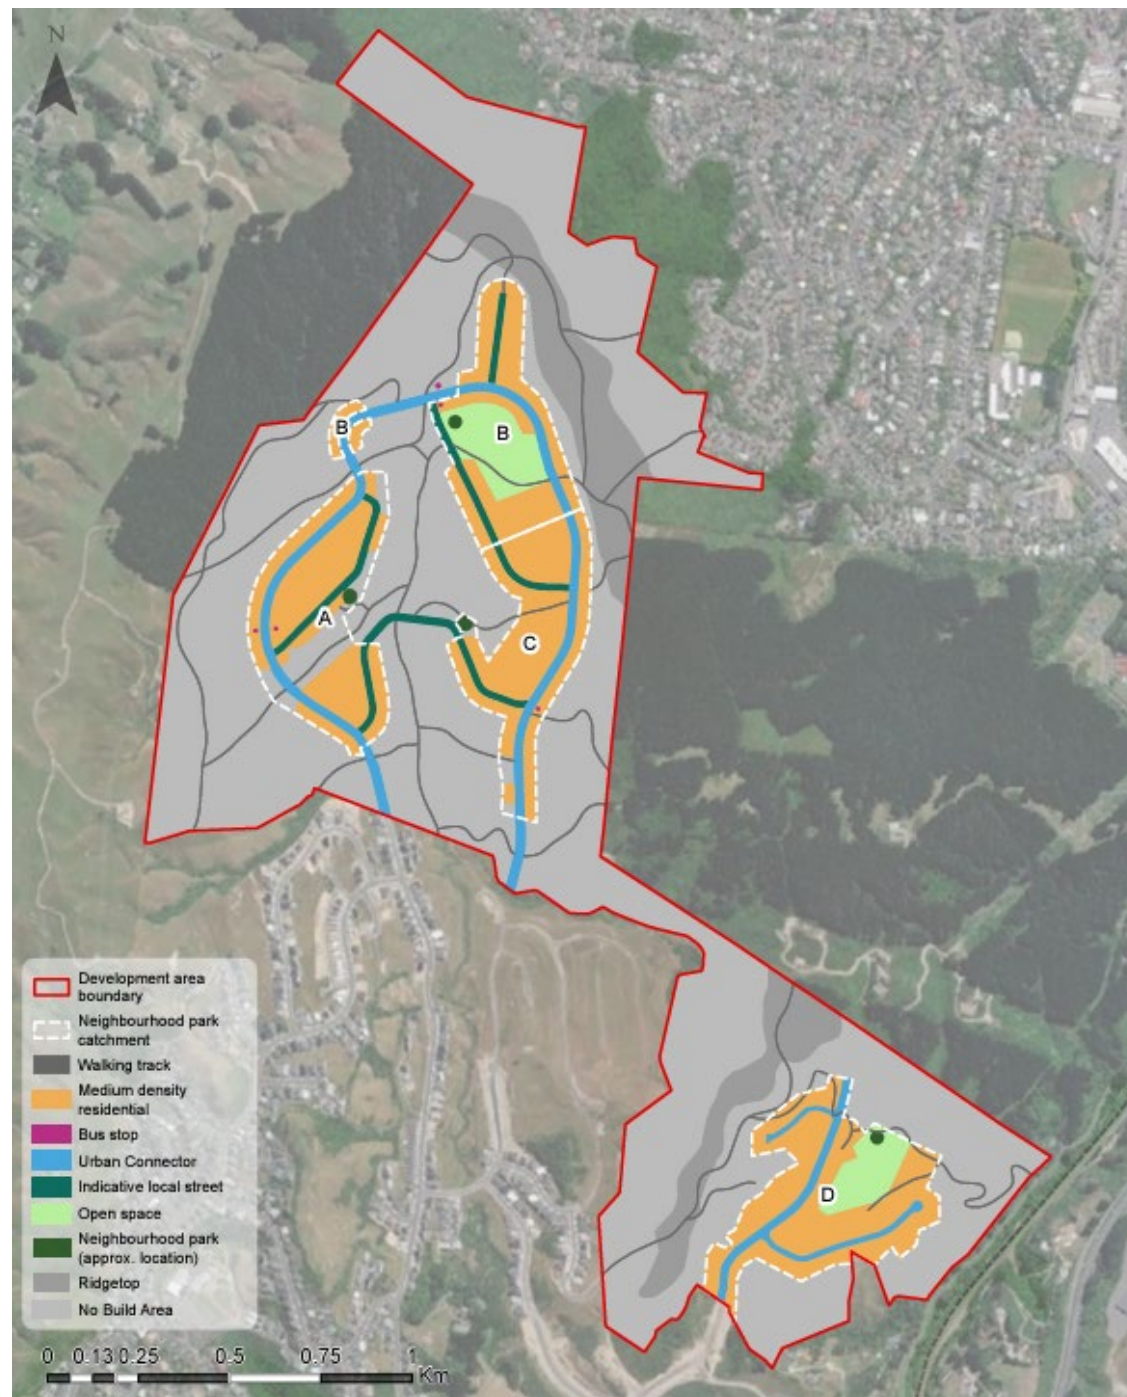 N
B
B
A
C
D
Development area
boundary
Neighbourhood park
catchment
Walking track
Medium density
residential
Bus stop
Urban Connector
Indicative local street
Open space
Neighbourhood park
(approx. location)
Ridgetop
No Build Area
0 0.13 0.25 0.5 0.75 1
Km